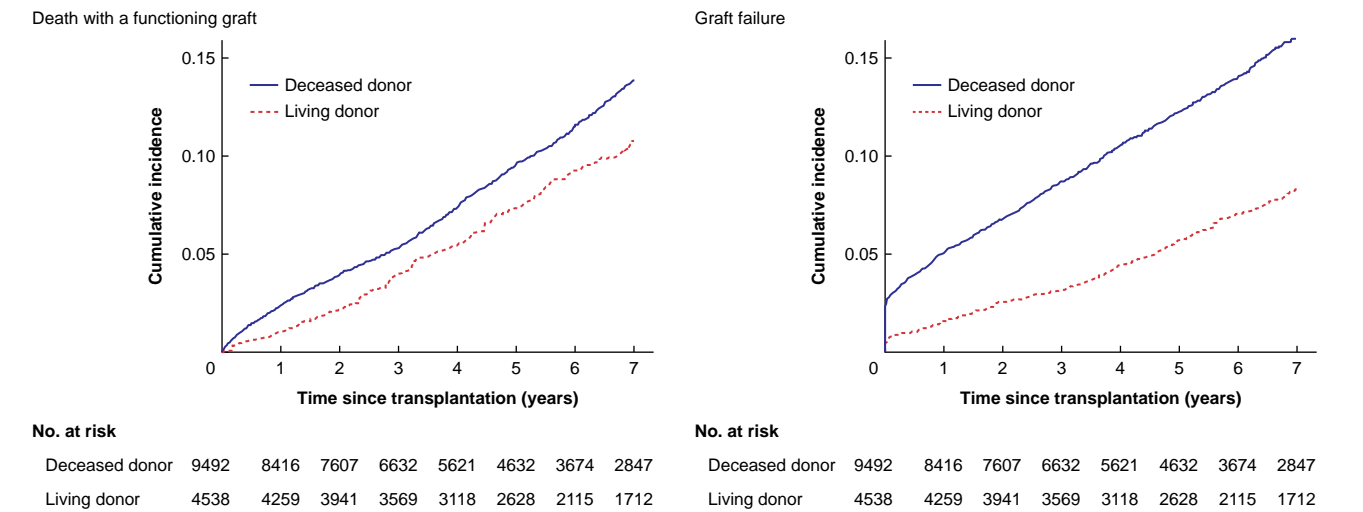 Death with a functioning graft
0.15
0.10
0.05
Cumulative incidence
Deceased donor
Living donor
0 1 2 3 4 5 6 7
Time since transplantation (years)
No. at risk
Deceased donor 9492 8416 7607 6632 5621 4632 3674 2847
Living donor 4538 4259 3941 3569 3118 2628 2115 1712
Graft failure
0.15
0.10
0.05
Cumulative incidence
Deceased donor
Living donor
0 1 2 3 4 5 6 7
Time since transplantation (years)
No. at risk
Deceased donor 9492 8416 7607 6632 5621 4632 3674 2847
Living donor 4538 4259 3941 3569 3118 2628 2115 1712